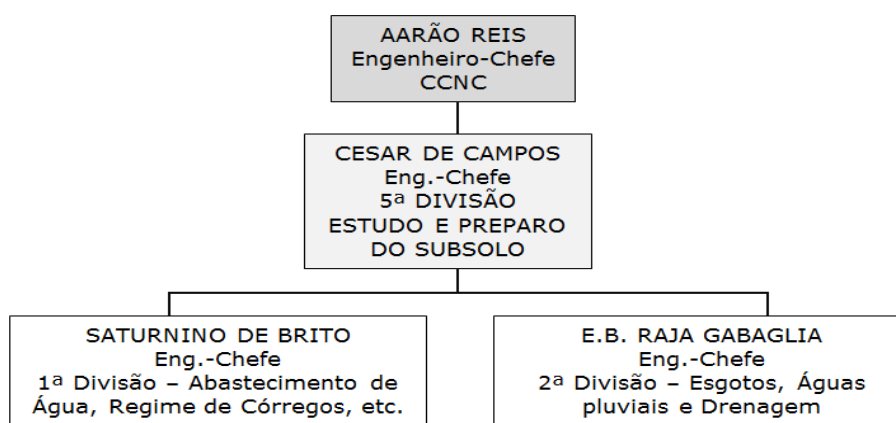 AARÃO REIS
Engenheiro-Chefe
CCNC
CESAR DE CAMPOS
Eng.-Chefe
5ª DIVISÃO
ESTUDO E PREPARO
DO SUBSOLO
SATURNINO DE BRITO
Eng.-Chefe
1ª Divisão – Abastecimento de
Água, Regime de Córregos, etc.
E.B. RAJA GABAGLIA
Eng.-Chefe
2ª Divisão – Esgotos, Águas
pluviais e Drenagem